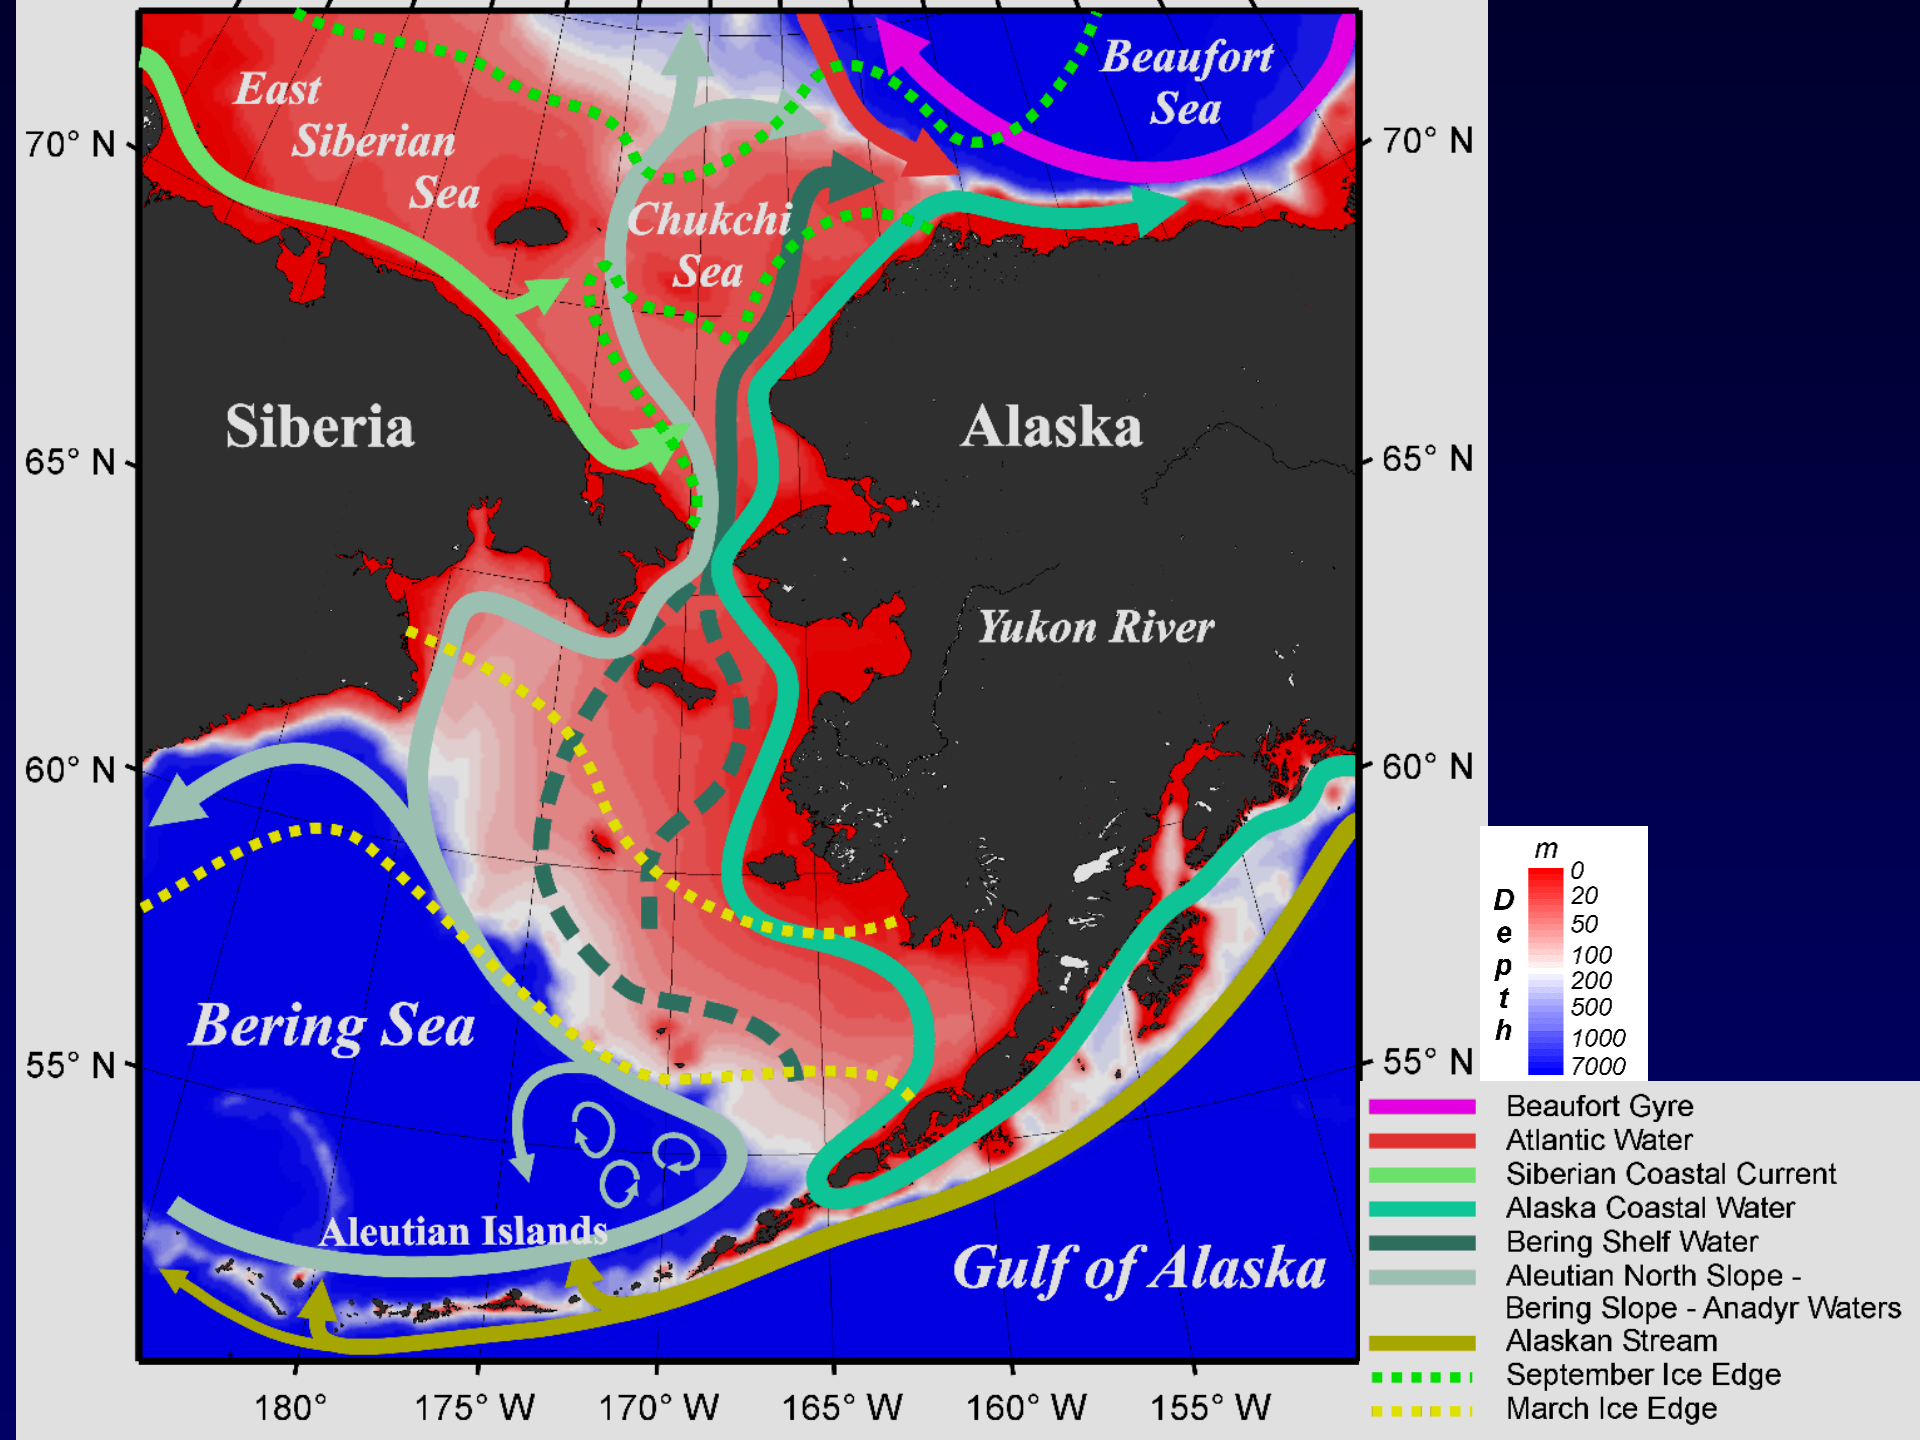 East
Siberian
Sea
Beaufort
Sea
70° N
70° N
Chukchi
Sea
Siberia
Alaska
65° N
65° N
Yukon River
60° N
60° N
Bering Sea
55° N
55° N
Aleutian Islands
Gulf of Alaska
180°
175° W
170° W
165° W
160° W
155° W
Depth
m
0
20
50
100
200
500
1000
7000
Beaufort Gyre
Atlantic Water
Siberian Coastal Current
Alaska Coastal Water
Bering Shelf Water
Aleutian North Slope -
Bering Slope - Anadyr Waters
Alaskan Stream
September Ice Edge
March Ice Edge